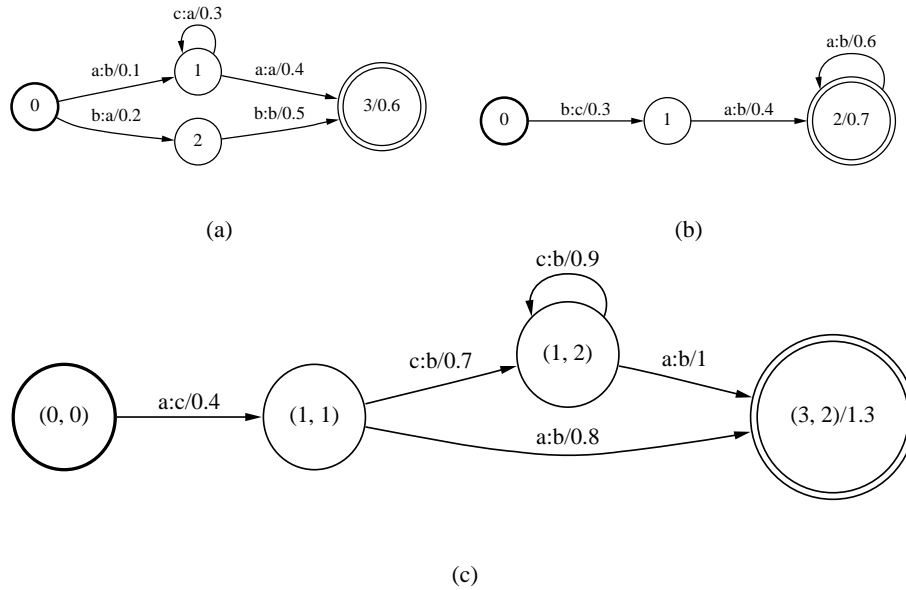 c:a/0.3
a:b/0.1
1
a:a/0.4
0
3/0.6
b:a/0.2
2
b:b/0.5
(a)
a:b/0.6
0
b:c/0.3
1
a:b/0.4
2/0.7
(b)
c:b/0.9
(1, 2)
c:b/0.7
a:b/1
(0, 0)
a:c/0.4
(1, 1)
(3, 2)/1.3
a:b/0.8
(c)